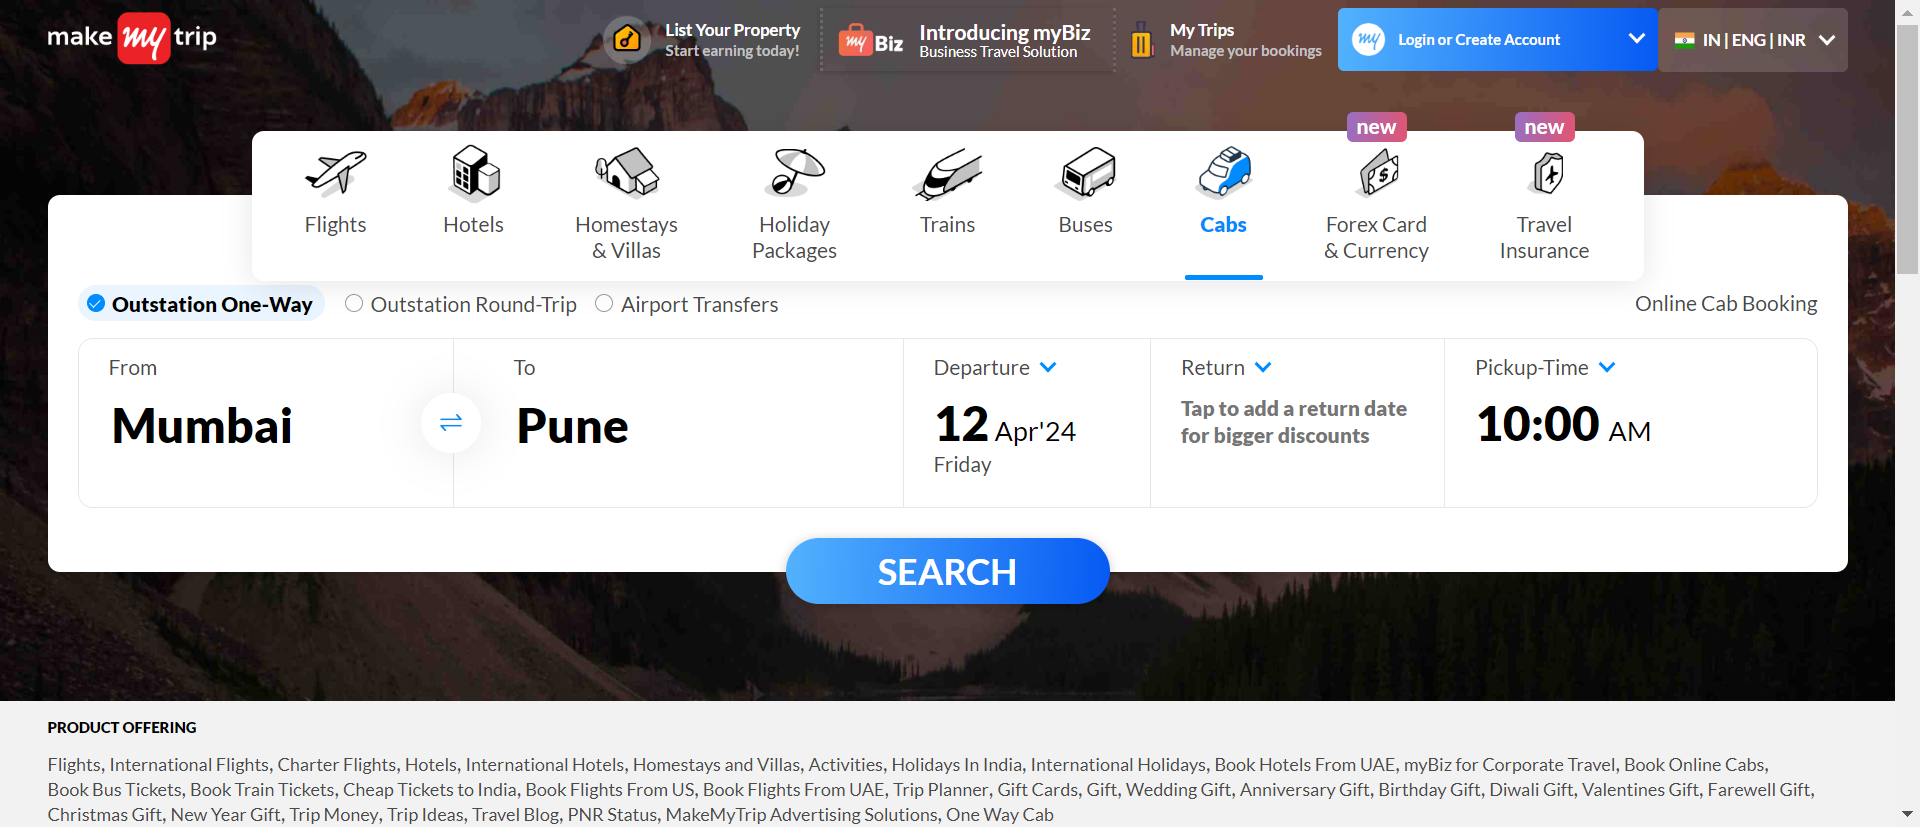 make my trip
List Your Property
Start earning today!
my Biz
Introducing myBiz
Business Travel Solution
My Trips
Manage your bookings
my
Login or Create Account
IN | ENG | INR
new
new
Flights
Hotels
Homestays
& Villas
Holiday
Packages
Trains
Buses
Cabs
Forex Card
& Currency
Travel
Insurance
Outstation One-Way
Outstation Round-Trip
Airport Transfers
Online Cab Booking
From
Mumbai
To
Pune
Departure
12 Apr'24
Friday
Return
Tap to add a return date
for bigger discounts
Pickup-Time
10:00 AM
SEARCH
PRODUCT OFFERING
Flights, International Flights, Charter Flights, Hotels, International Hotels, Homestays and Villas, Activities, Holidays In India, International Holidays, Book Hotels From UAE, myBiz for Corporate Travel, Book Online Cabs,
Book Bus Tickets, Book Train Tickets, Cheap Tickets to India, Book Flights From US, Book Flights From UAE, Trip Planner, Gift Cards, Gift, Wedding Gift, Anniversary Gift, Birthday Gift, Diwali Gift, Valentines Gift, Farewell Gift,
Christmas Gift, New Year Gift, Trip Money, Trip Ideas, Travel Blog, PNR Status, MakeMyTrip Advertising Solutions, One Way Cab